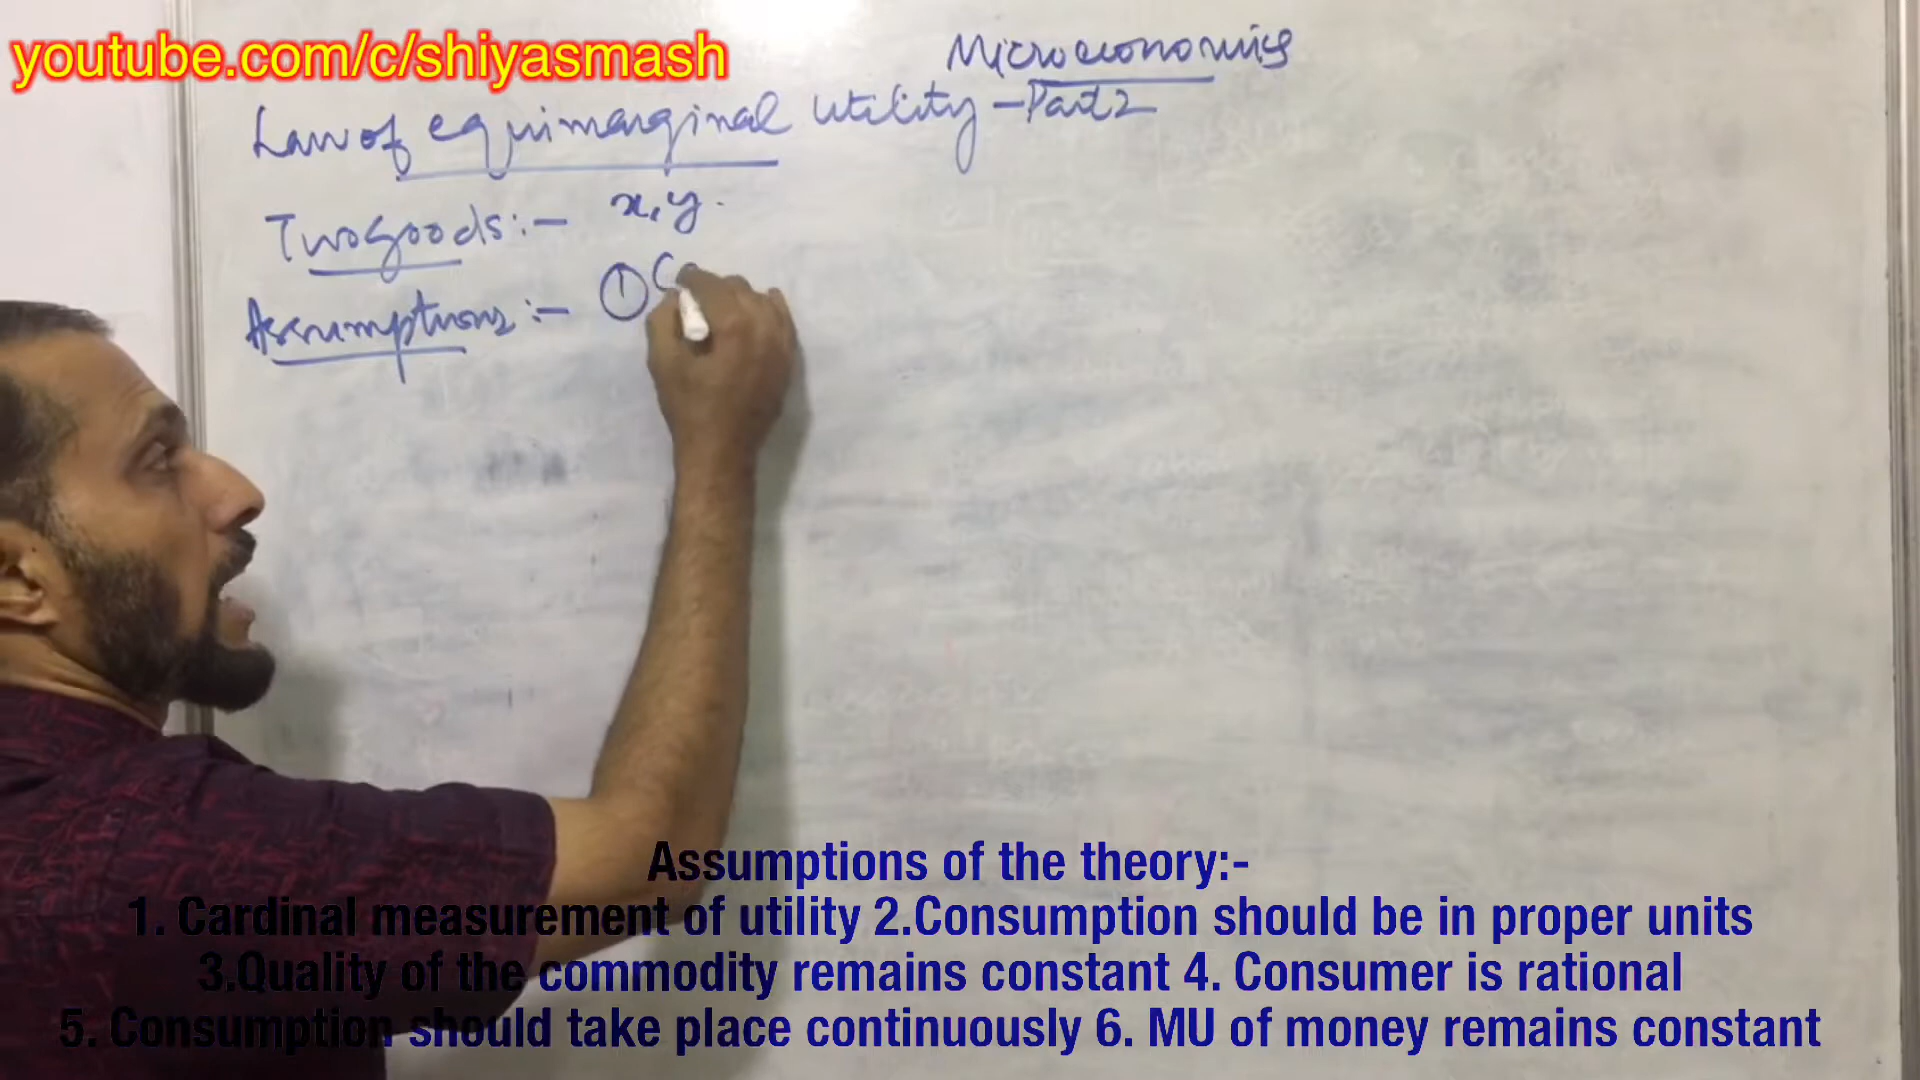 youtube.com/c/shiyasmash
Microeconomics
Law of equimarginal utility - Part 2
Two Goods:- x, y.
Assumptions:- ① C
Assumptions of the theory:-
1. Cardinal measurement of utility 2.Consumption should be in proper units
3.Quality of the commodity remains constant 4. Consumer is rational
5. Consumption should take place continuously 6. MU of money remains constant